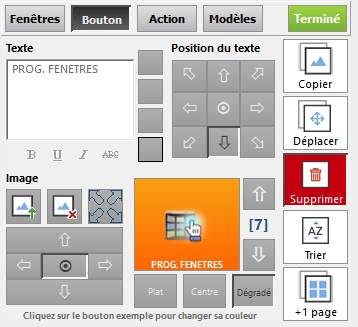 Fenêtres Bouton Action Modèles Terminé
Texte
PROG. FENETRES
B U I ABC
Position du texte
Copier
Déplacer
Supprimer
AZ
Trier
+1 page
Image
PROG. FENETRES
[7]
Plat Centre Dégradé
Cliquez sur le bouton exemple pour changer sa couleur